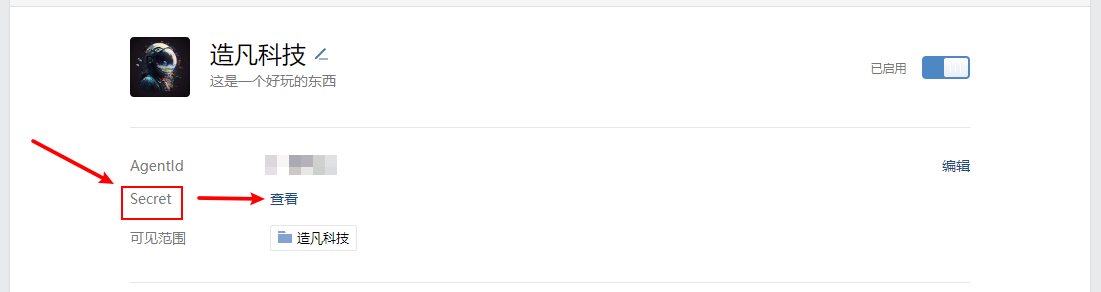 造凡科技
这是一个好玩的东西
已启用
AgentId
编辑
Secret 查看
可见范围 造凡科技